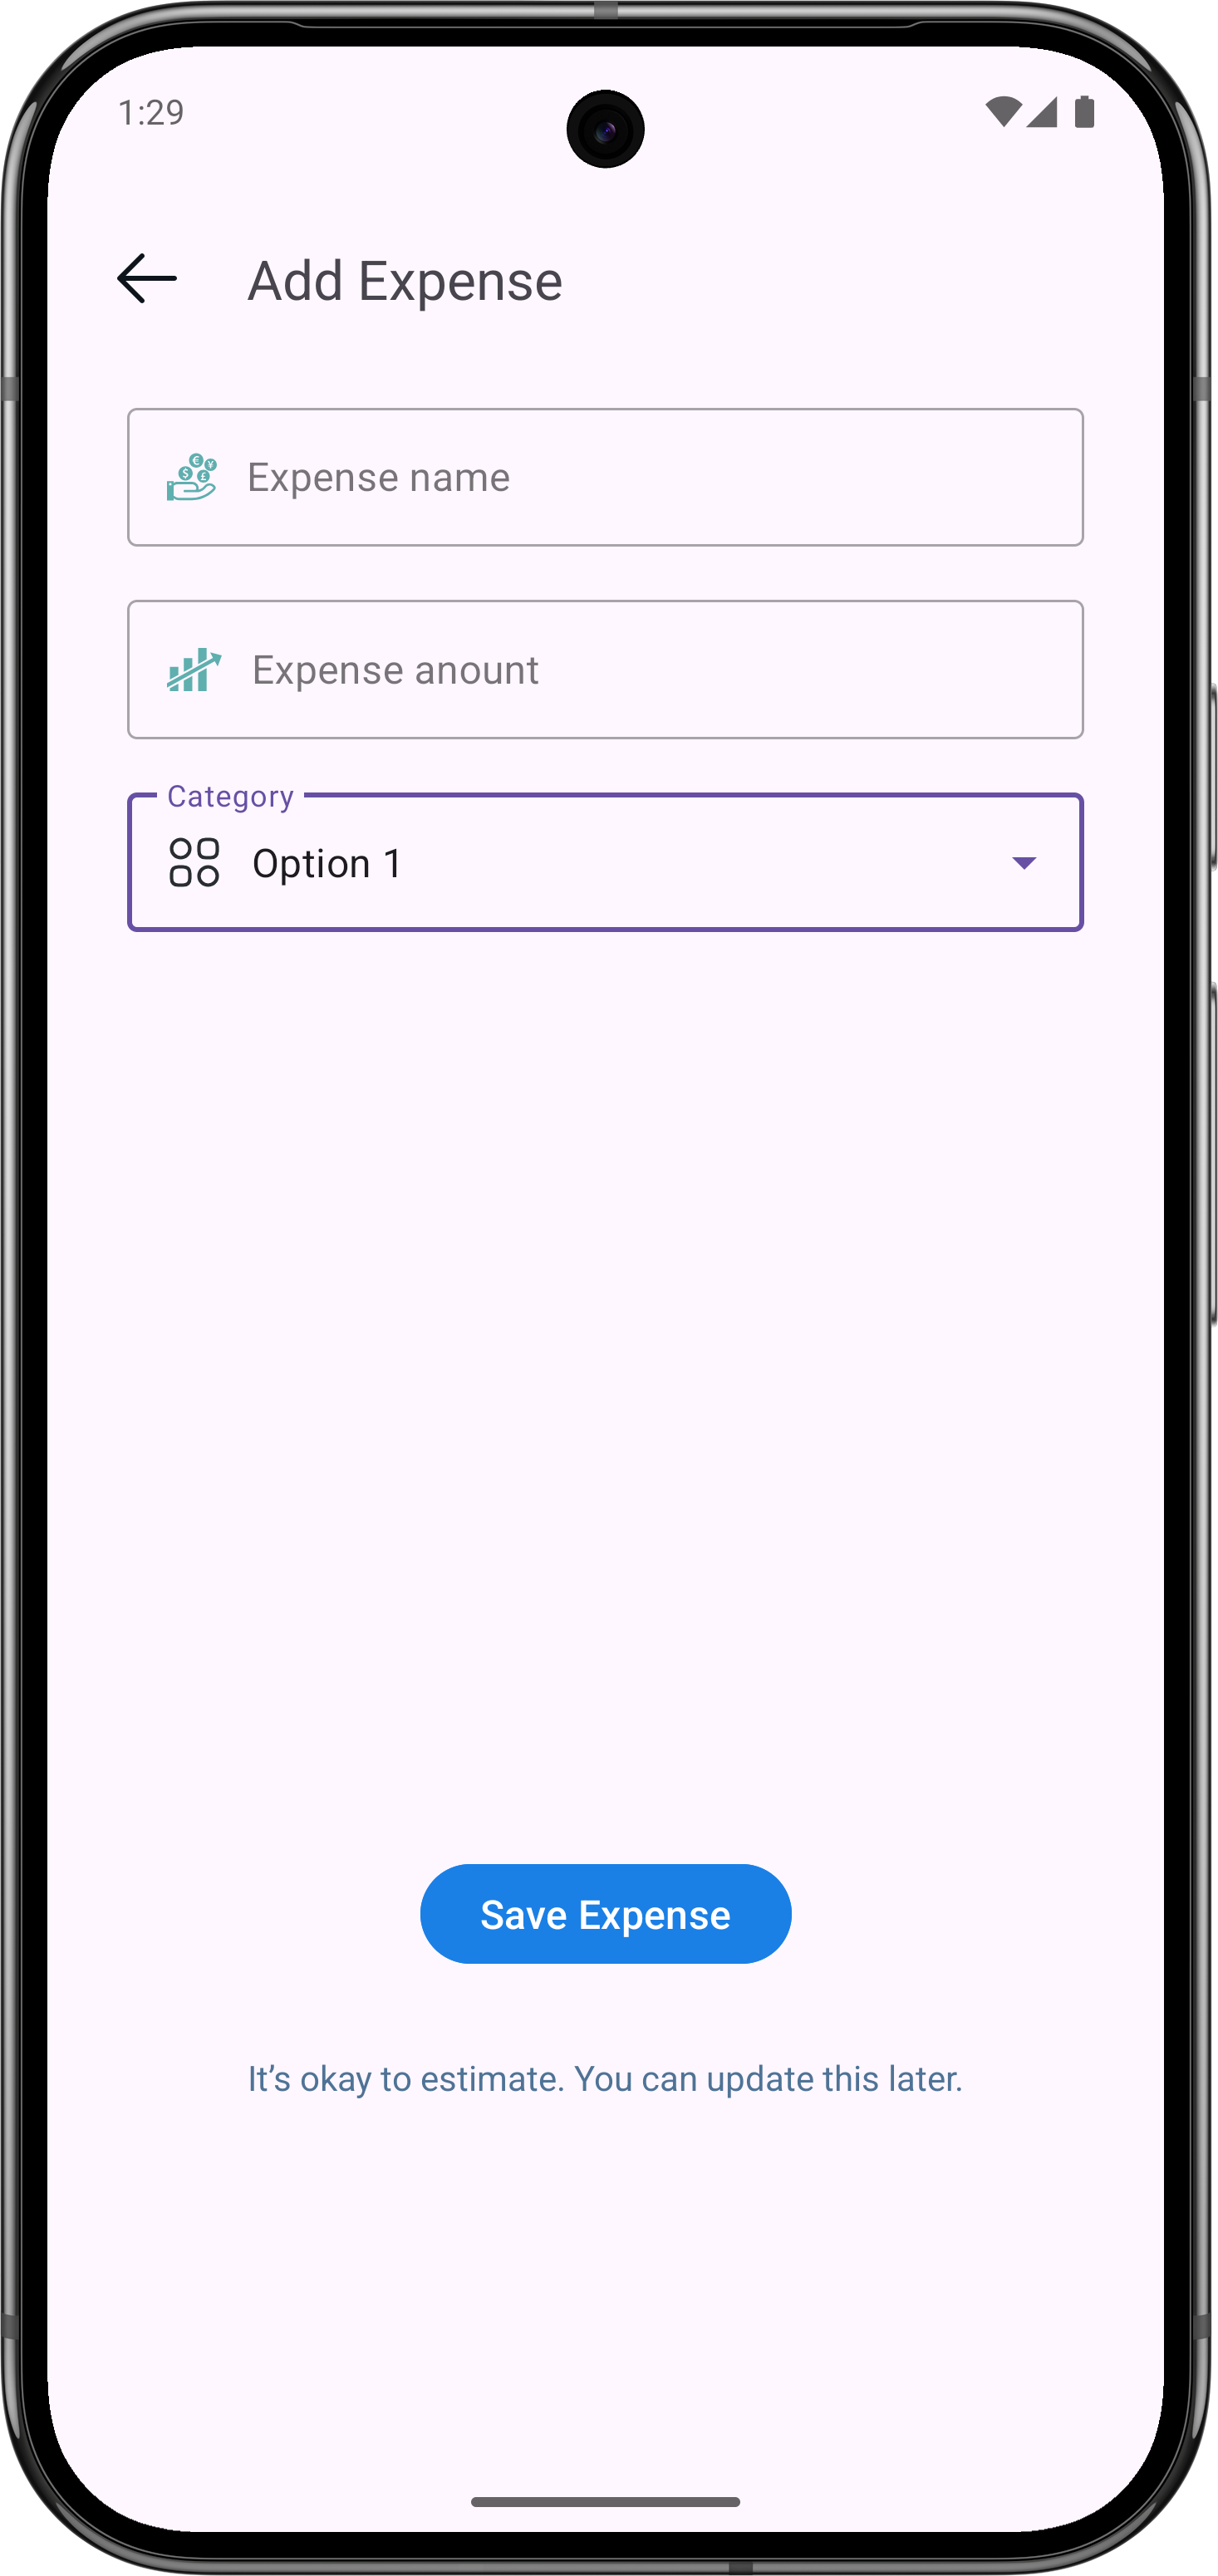 1:29
Add Expense
Expense name
Expense anount
Category
Option 1
Save Expense
It’s okay to estimate. You can update this later.